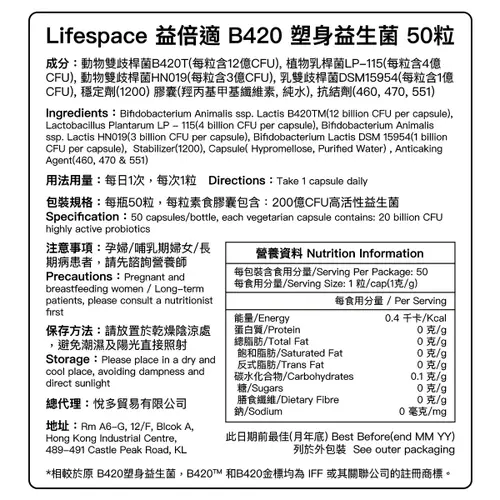 Lifespace 益倍適 B420 塑身益生菌 50粒
成分：動物雙歧桿菌B420T(每粒含12億CFU), 植物乳桿菌LP-115(每粒含4億
CFU), 動物雙歧桿菌HN019(每粒含3億CFU), 乳雙歧桿菌DSM15954(每粒含1億
CFU), 穩定劑(1200) 膠囊(羥丙基甲基纖維素, 純水), 抗結劑(460, 470, 551)
Ingredients : Bifidobacterium Animalis ssp. Lactis B420TM(12 billion CFU per capsule),
Lactobacillus Plantarum LP - 115(4 billion CFU per capsule), Bifidobacterium Animalis
ssp. Lactis HN019(3 billion CFU per capsule), Bifidobacterium Lactis DSM 15954(1 billion
CFU per capsule), Stabilizer(1200), Capsule( Hypromellose, Purified Water) , Anticaking
Agent(460, 470 & 551)
用法用量：每日1次，每次1粒 Directions : Take 1 capsule daily
包裝規格：每瓶50粒，每粒素食膠囊包含：200億CFU高活性益生菌
Specification : 50 capsules/bottle, each vegetarian capsule contains: 20 billion CFU
highly active probiotics
注意事項：孕婦/哺乳期婦女/長
期病患者，請先諮詢營養師
Precautions : Pregnant and
breastfeeding women / Long-term
patients, please consult a nutritionist
first
保存方法：請放置於乾燥陰涼處
，避免潮濕及陽光直接照射
Storage : Please place in a dry and
cool place, avoiding dampness and
direct sunlight
總代理：悅多貿易有限公司
地址：Rm A6-G, 12/F, Blcok A,
Hong Kong Industrial Centre,
489-491 Castle Peak Road, KL
營養資料 Nutrition Information
每包裝含食用分量/Serving Per Package: 50
每食用分量/Serving Size: 1 粒/cap(1克/g)
每食用分量 / Per Serving
能量/Energy 0.4 千卡/Kcal
蛋白質/Protein 0 克/g
總脂肪/Total Fat 0 克/g
飽和脂肪/Saturated Fat 0 克/g
反式脂肪/Trans Fat 0 克/g
碳水化合物/Carbohydrates 0.1 克/g
糖/Sugars 0 克/g
膳食纖維/Dietary Fibre 0 克/g
鈉/Sodium 0 毫克/mg
此日期前最佳(月年底) Best Before(end MM YY)
列於外包裝 See outer packaging
*相較於原 B420塑身益生菌，B420™ 和B420金標均為 IFF 或其關聯公司的註冊商標。